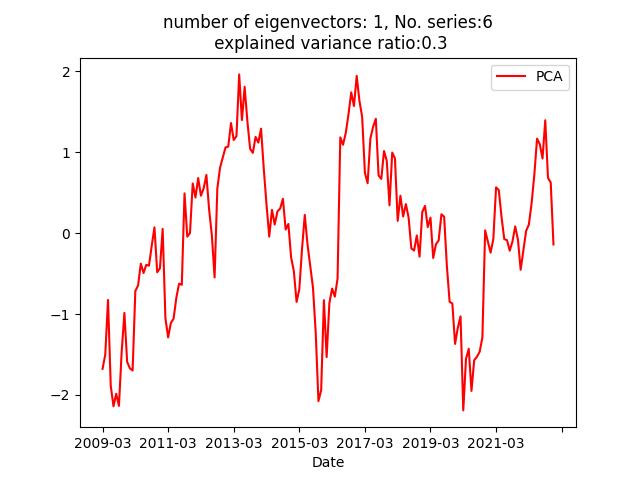 number of eigenvectors: 1, No. series:6
explained variance ratio:0.3
PCA
2
1
0
−1
−2
2009-03 2011-03 2013-03 2015-03 2017-03 2019-03 2021-03
Date